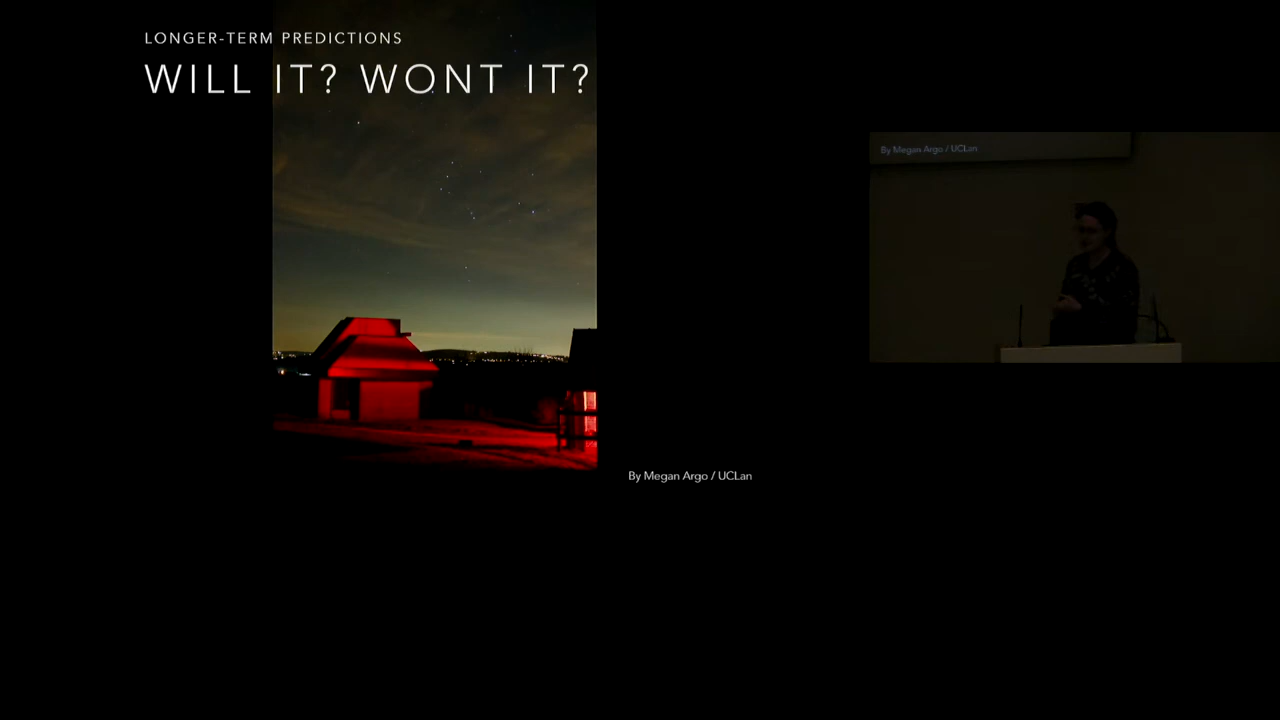 LONGER-TERM PREDICTIONS
WILL IT? WONT IT?
By Megan Argo / UCLan
By Megan Argo / UCLan